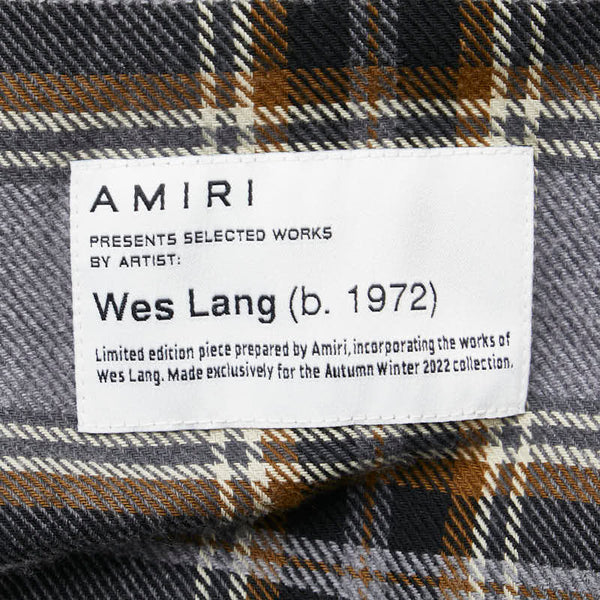 AMIRI
PRESENTS SELECTED WORKS
BY ARTIST:
Wes Lang (b. 1972)
Limited edition piece prepared by Amiri, incorporating the works of
Wes Lang. Made exclusively for the Autumn Winter 2022 collection.